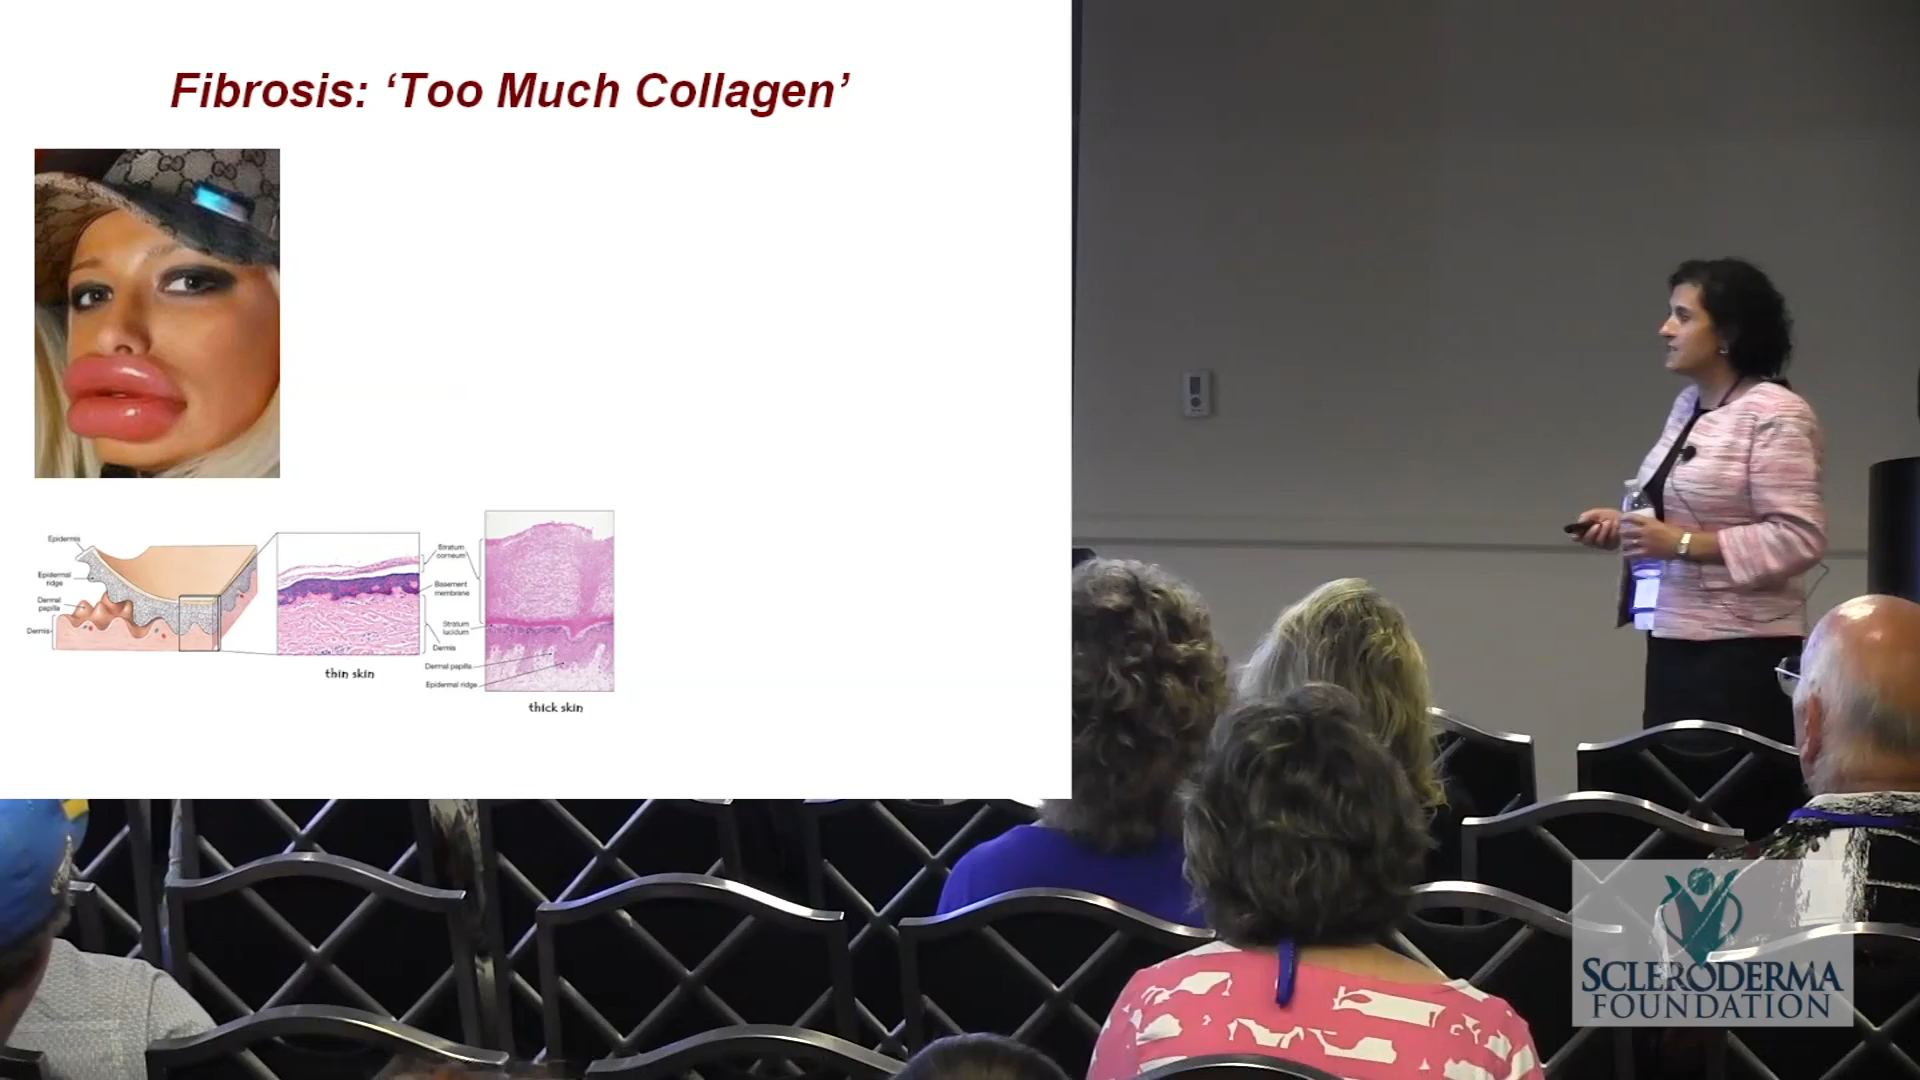 Fibrosis: ‘Too Much Collagen’
Epidermis
Epidermal
ridge
Dermal
papilla
Dermis
thin skin
Stratum
corneum
Basement
membrane
Stratum
lucidum
Dermis
Dermal papilla
Epidermal ridge
thick skin
SCLERODERMA
FOUNDATION